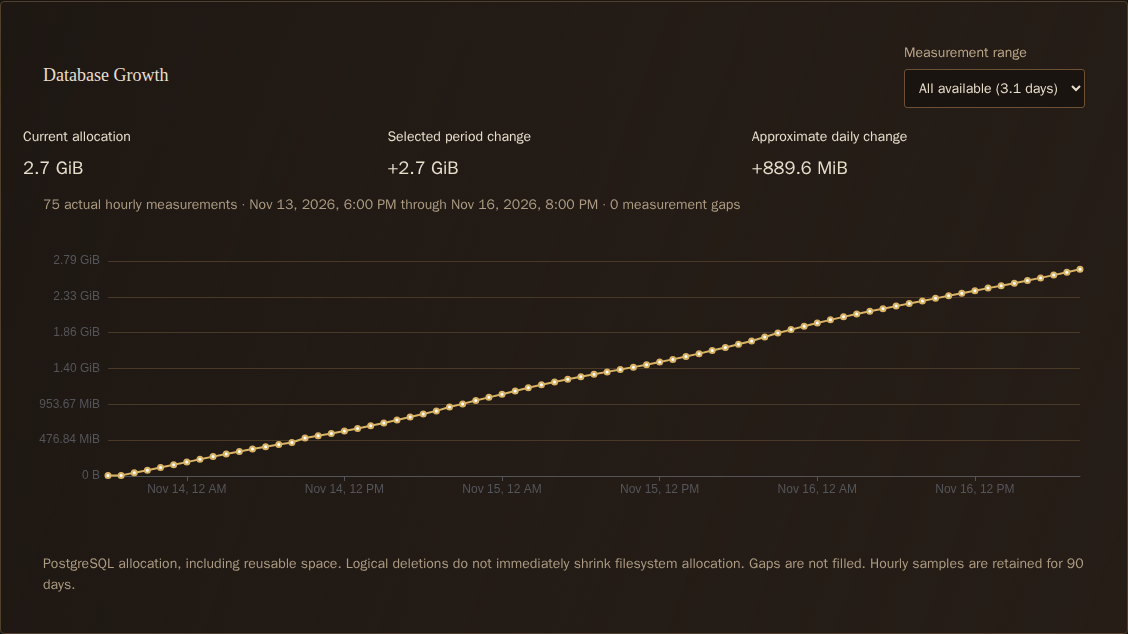 Measurement range
Database Growth
All available (3.1 days)
Current allocation
Selected period change
Approximate daily change
2.7 GiB
+2.7 GiB
+889.6 MiB
75 actual hourly measurements · Nov 13, 2026, 6:00 PM through Nov 16, 2026, 8:00 PM · 0 measurement gaps
2.79 GiB
2.33 GiB
1.86 GiB
1.40 GiB
953.67 MiB
476.84 MiB
0 B
Nov 14, 12 AM
Nov 14, 12 PM
Nov 15, 12 AM
Nov 15, 12 PM
Nov 16, 12 AM
Nov 16, 12 PM
PostgreSQL allocation, including reusable space. Logical deletions do not immediately shrink filesystem allocation. Gaps are not filled. Hourly samples are retained for 90
days.